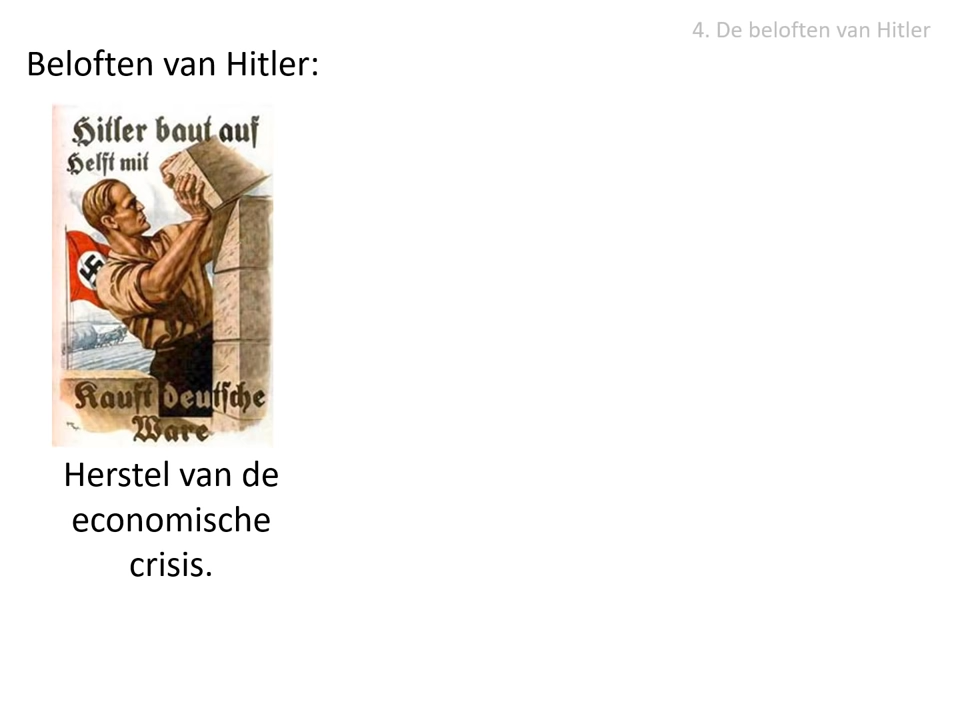 4. De beloften van Hitler
Beloften van Hitler:
Hitler baut auf
Helft mit
Kauft deutsche
Ware
Herstel van de
economische
crisis.